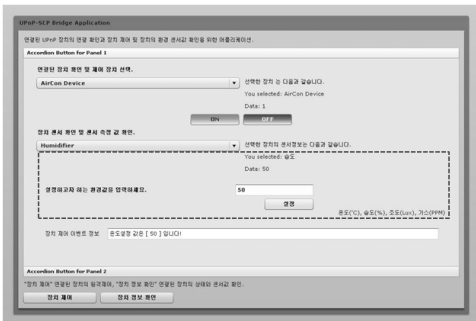 UPnP-SCP Bridge Application
연결된 UPnP 장치의 연결 확인과 장치 제어 및 장치의 환경 센서값 확인을 위한 어플리케이션.
Accordion Button for Panel 1
연결된 장치 확인 및 제어 장치 선택.
AirCon Device
선택한 장치 는 다음과 같습니다.
You selected: AirCon Device
Data: 1
ON OFF
장치 센서 확인 및 센서 측정 값 확인.
Humidifier
선택한 장치의 센서정보는 다음과 같습니다.
You selected: 습도
Data: 50
설정하고자 하는 환경값을 입력하세요.
50
설정
온도(℃), 습도(%), 조도(Lux), 가스(PPM)
장치 제어 이벤트 정보
온도설정 값은 [ 50 ] 입니다!
Accordion Button for Panel 2
"장치 제어" 연결된 장치의 원격제어, "장치 정보 확인" 연결된 장치의 상태와 센서값 확인.
장치 제어 장치 정보 확인